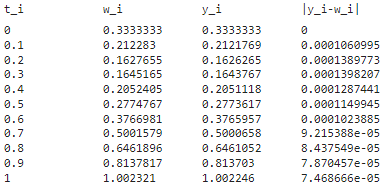 t_i w_i y_i |y_i-w_i|
0 0.3333333 0.3333333 0
0.1 0.212283 0.2121769 0.0001060995
0.2 0.1627655 0.1626265 0.0001389773
0.3 0.1645165 0.1643767 0.0001398207
0.4 0.2052405 0.2051118 0.0001287441
0.5 0.2774767 0.2773617 0.0001149945
0.6 0.3766981 0.3765957 0.0001023885
0.7 0.5001579 0.5000658 9.215388e-05
0.8 0.6461896 0.6461052 8.437549e-05
0.9 0.8137817 0.813703 7.870457e-05
1 1.002321 1.002246 7.468666e-05